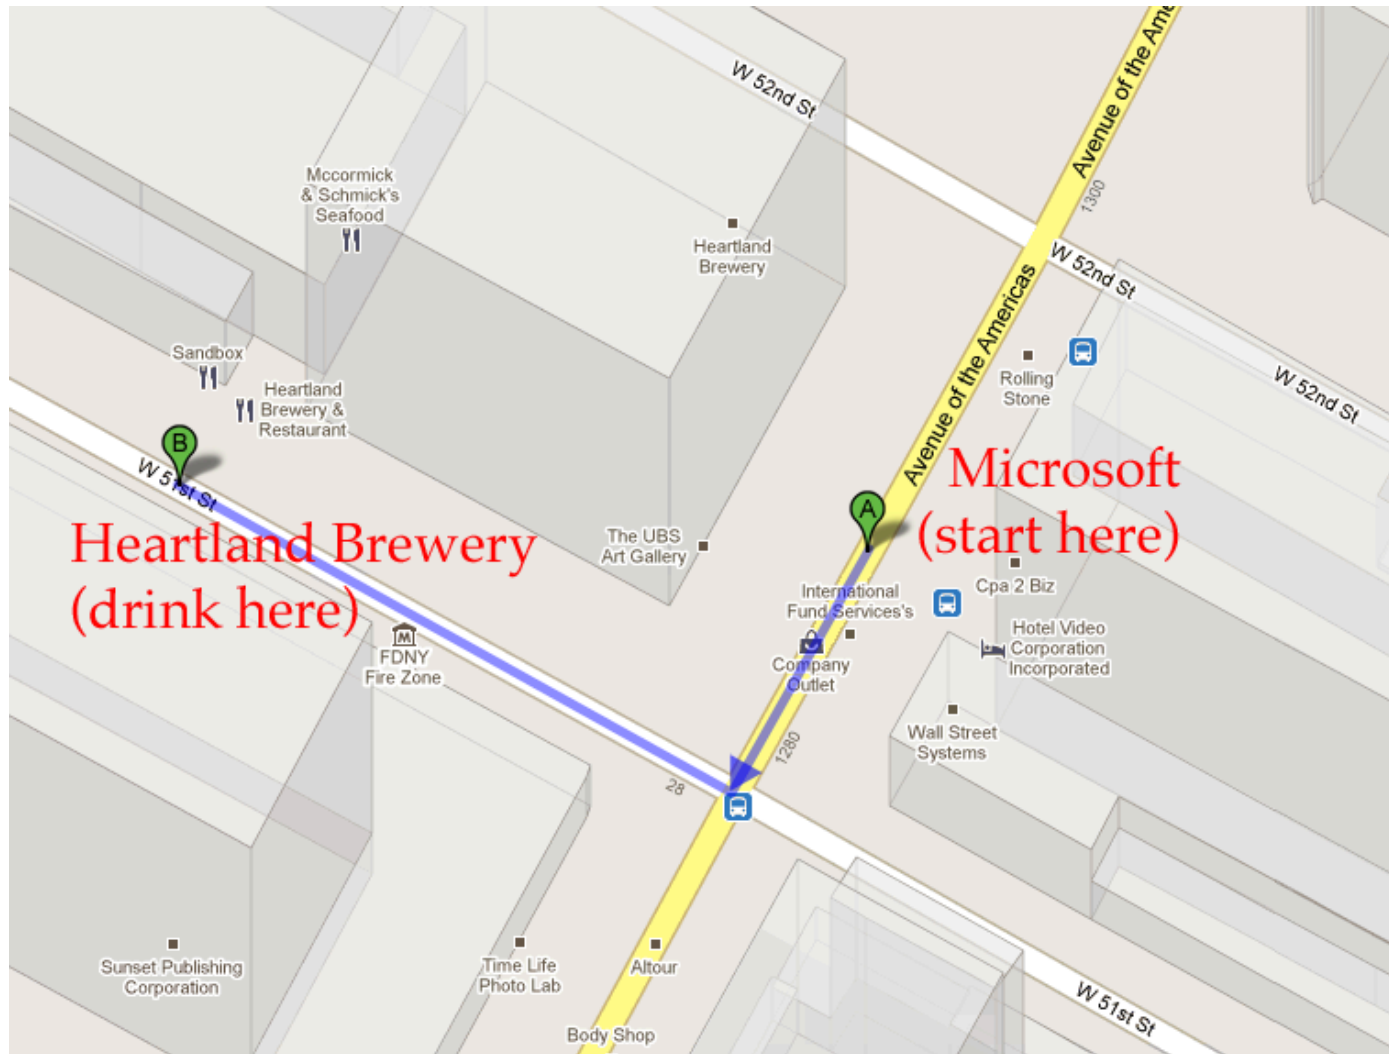 W 52nd St
Avenue of the Ame
1300
Mccormick
& Schmick's
Seafood
Heartland
Brewery
W 52nd St
Avenue of the Americas
Sandbox
Heartland
Brewery &
Restaurant
Rolling
Stone
W 52nd St
B
W 51st St
Microsoft
(start here)
A
Heartland Brewery
(drink here)
The UBS
Art Gallery
International
Fund Services's
Cpa 2 Biz
FDNY
Fire Zone
Company
Outlet
Hotel Video
Corporation
Incorporated
Wall Street
Systems
1280
28
Sunset Publishing
Corporation
Time Life
Photo Lab
Altour
Body Shop
W 51st St